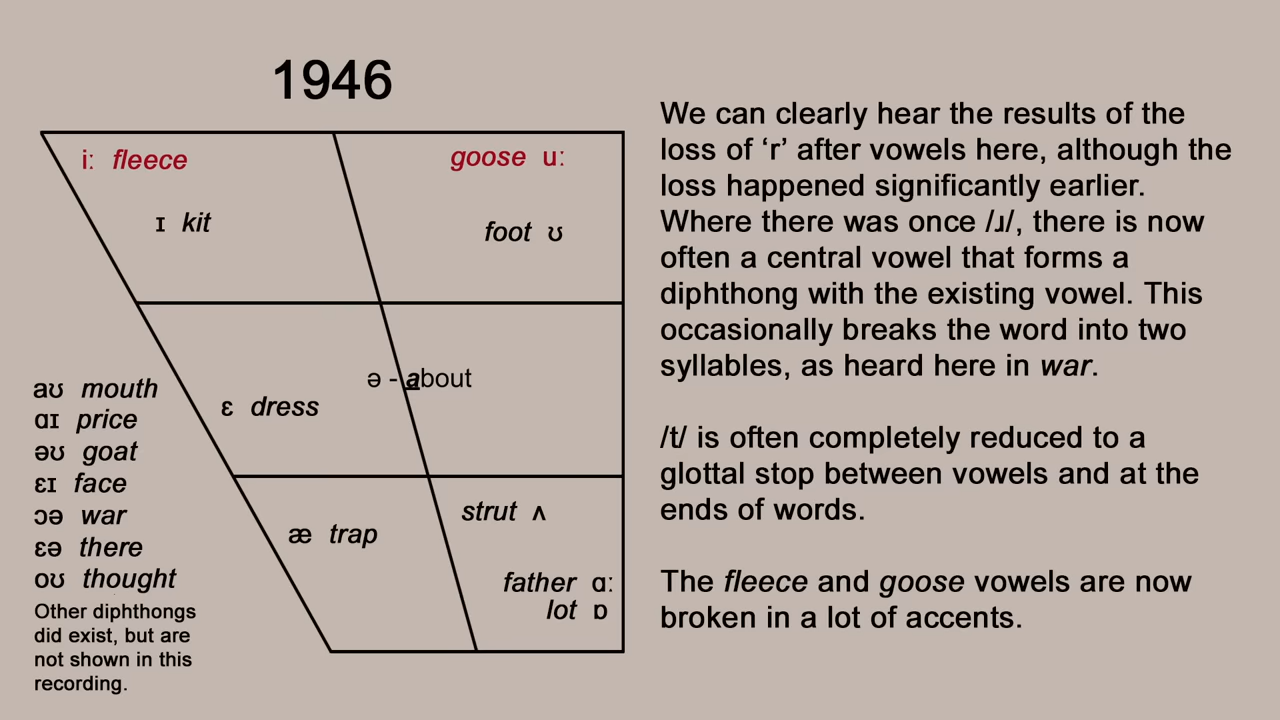 1946
iː fleece
goose uː
ɪ kit
foot ʊ
ə - about
ɛ dress
strut ʌ
æ trap
father ɑː
lot ɒ
aʊ mouth
ɑɪ price
əʊ goat
ɛɪ face
ɔə war
ɛə there
oʊ thought
Other diphthongs
did exist, but are
not shown in this
recording.
We can clearly hear the results of the
loss of ‘r’ after vowels here, although the
loss happened significantly earlier.
Where there was once /ɹ/, there is now
often a central vowel that forms a
diphthong with the existing vowel. This
occasionally breaks the word into two
syllables, as heard here in war.
/t/ is often completely reduced to a
glottal stop between vowels and at the
ends of words.
The fleece and goose vowels are now
broken in a lot of accents.